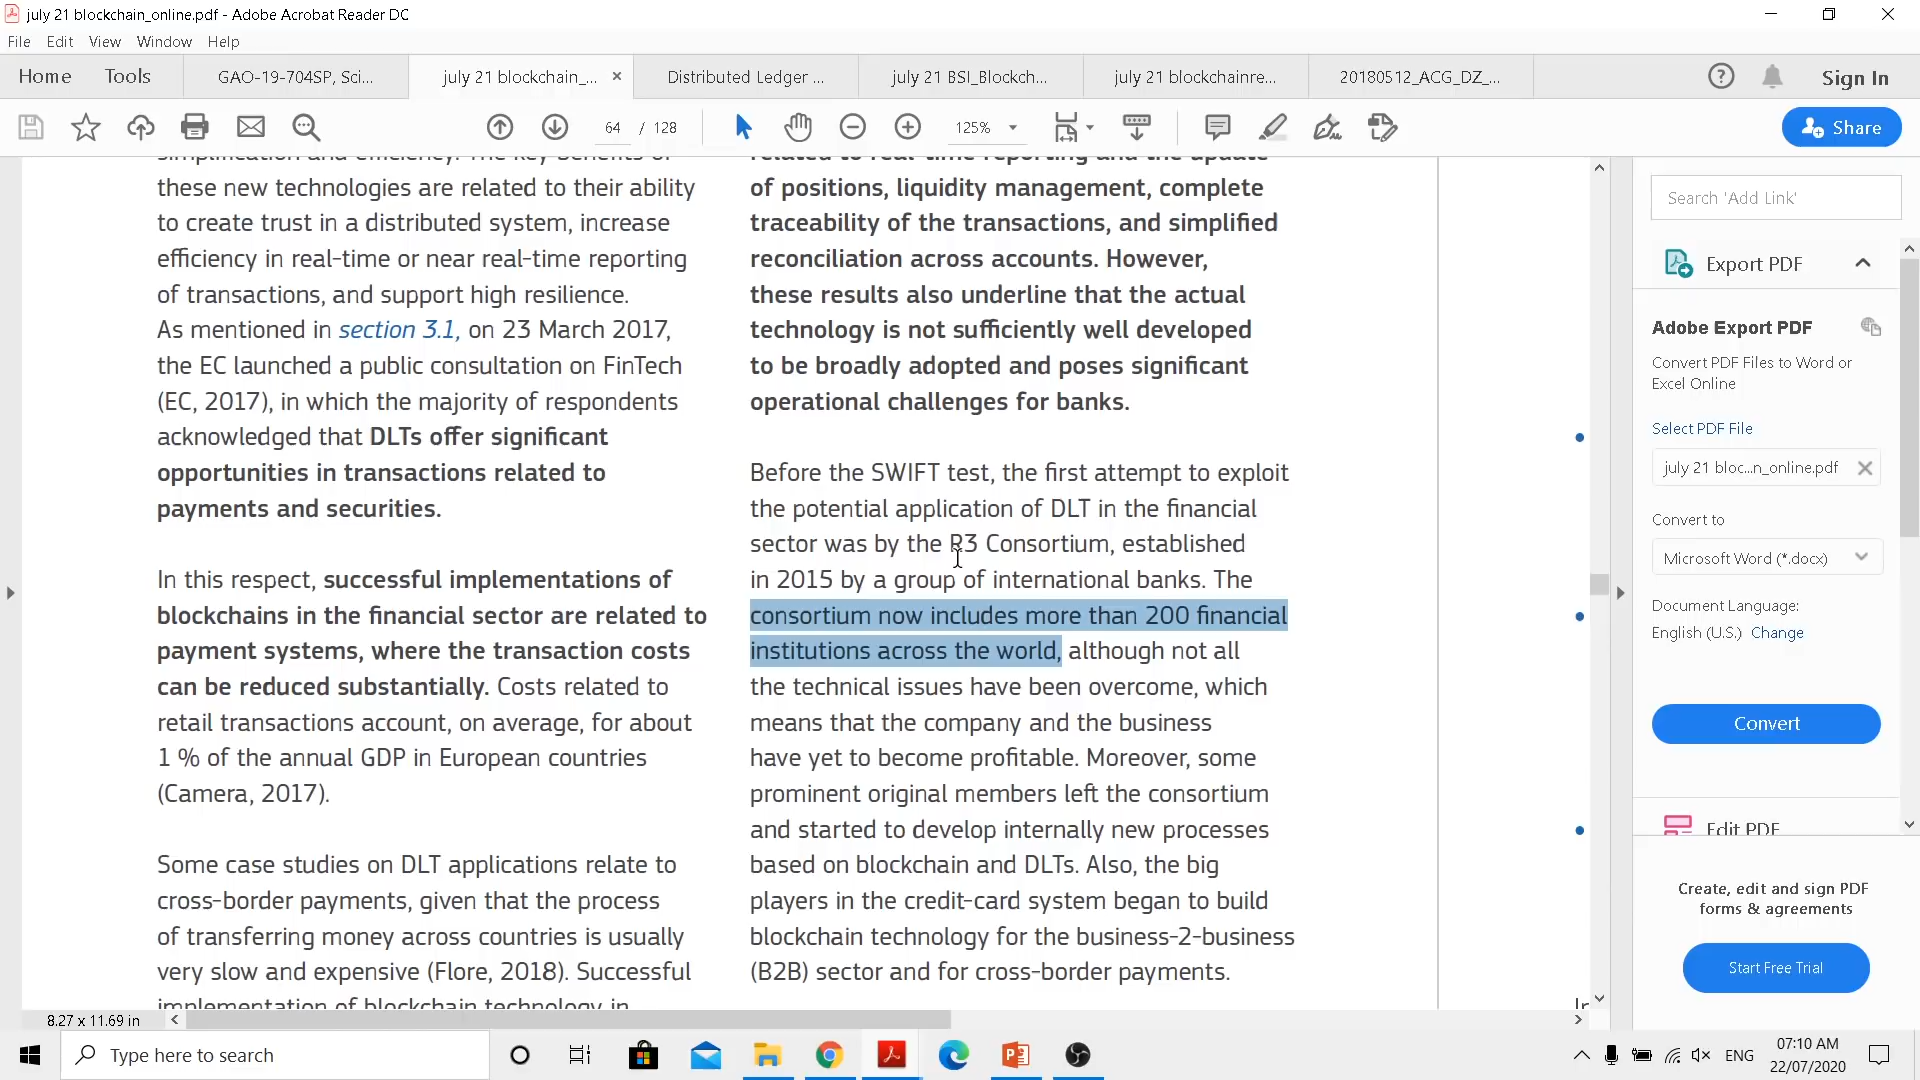 july 21 blockchain_online.pdf - Adobe Acrobat Reader DC
File Edit View Window Help
Home Tools GAO-19-704SP, Sci... july 21 blockchain_... Distributed Ledger ... july 21 BSI_Blockch... july 21 blockchainre... 20180512_ACG_DZ_... Sign In
64 / 128 125% Share
simplification and efficiency. The key benefits of
these new technologies are related to their ability
to create trust in a distributed system, increase
efficiency in real-time or near real-time reporting
of transactions, and support high resilience.
As mentioned in section 3.1, on 23 March 2017,
the EC launched a public consultation on FinTech
(EC, 2017), in which the majority of respondents
acknowledged that DLTs offer significant
opportunities in transactions related to
payments and securities.
In this respect, successful implementations of
blockchains in the financial sector are related to
payment systems, where the transaction costs
can be reduced substantially. Costs related to
retail transactions account, on average, for about
1 % of the annual GDP in European countries
(Camera, 2017).
Some case studies on DLT applications relate to
cross-border payments, given that the process
of transferring money across countries is usually
very slow and expensive (Flore, 2018). Successful
implementation of blockchain technology in
related to real-time reporting and the update
of positions, liquidity management, complete
traceability of the transactions, and simplified
reconciliation across accounts. However,
these results also underline that the actual
technology is not sufficiently well developed
to be broadly adopted and poses significant
operational challenges for banks.
Before the SWIFT test, the first attempt to exploit
the potential application of DLT in the financial
sector was by the R3 Consortium, established
in 2015 by a group of international banks. The
consortium now includes more than 200 financial
institutions across the world, although not all
the technical issues have been overcome, which
means that the company and the business
have yet to become profitable. Moreover, some
prominent original members left the consortium
and started to develop internally new processes
based on blockchain and DLTs. Also, the big
players in the credit-card system began to build
blockchain technology for the business-2-business
(B2B) sector and for cross-border payments.
Search 'Add Link'
Export PDF
Adobe Export PDF
Convert PDF Files to Word or
Excel Online
Select PDF File
july 21 bloc...n_online.pdf
Convert to
Microsoft Word (*.docx)
Document Language:
English (U.S.) Change
Convert
Edit PDF
Create, edit and sign PDF
forms & agreements
Start Free Trial
8.27 x 11.69 in
Type here to search
ENG
07:10 AM
22/07/2020